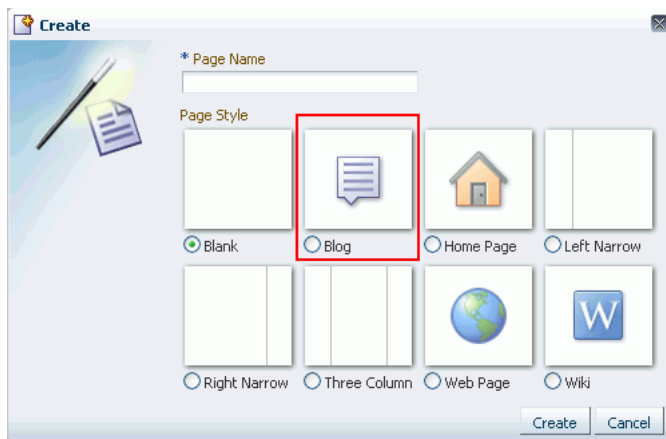 Create
* Page Name
Page Style
Blank Blog Home Page Left Narrow
W
Right Narrow Three Column Web Page Wiki
Create Cancel